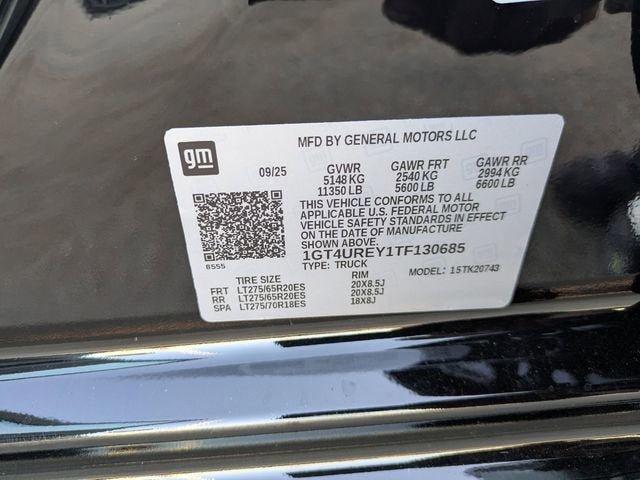 gm
MFD BY GENERAL MOTORS LLC
09/25 GVWR GAWR FRT GAWR RR
5148 KG 2540 KG 2994 KG
11350 LB 5600 LB 6600 LB
THIS VEHICLE CONFORMS TO ALL
APPLICABLE U.S. FEDERAL MOTOR
VEHICLE SAFETY STANDARDS IN EFFECT
ON THE DATE OF MANUFACTURE
SHOWN ABOVE.
1GT4UREY1TF130685
8555 TYPE: TRUCK MODEL: 15TK20743
TIRE SIZE RIM
FRT LT275/65R20ES 20X8.5J
RR LT275/65R20ES 20X8.5J
SPA LT275/70R18ES 18X8J